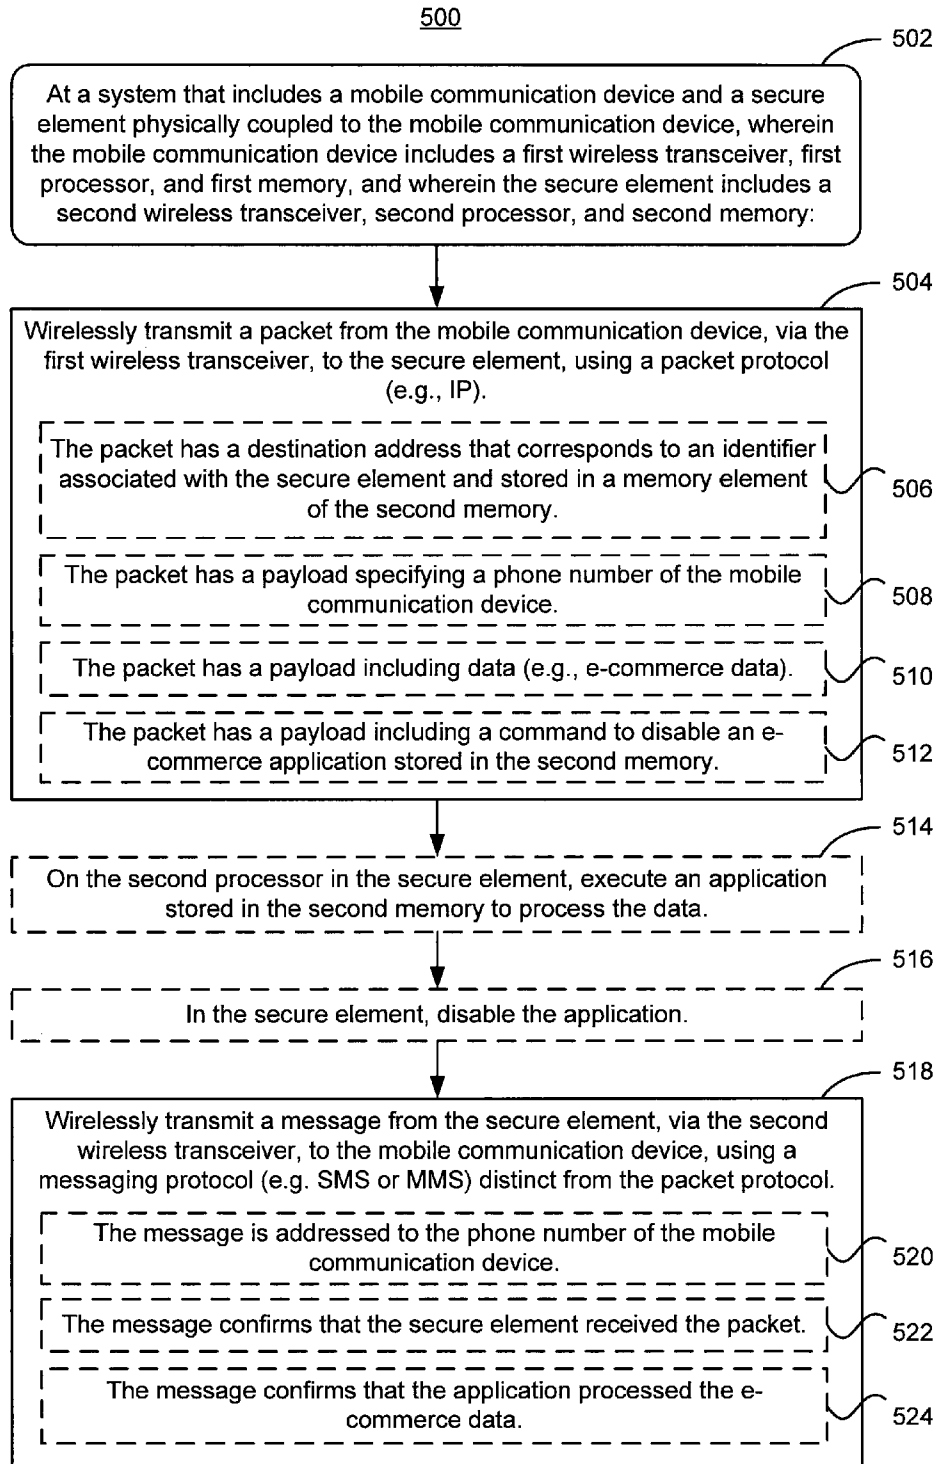 500
502
At a system that includes a mobile communication device and a secure
element physically coupled to the mobile communication device, wherein
the mobile communication device includes a first wireless transceiver, first
processor, and first memory, and wherein the secure element includes a
second wireless transceiver, second processor, and second memory:
504
Wirelessly transmit a packet from the mobile communication device, via the
first wireless transceiver, to the secure element, using a packet protocol
(e.g., IP).
The packet has a destination address that corresponds to an identifier
associated with the secure element and stored in a memory element
of the second memory.
506
The packet has a payload specifying a phone number of the mobile
communication device.
508
The packet has a payload including data (e.g., e-commerce data).
510
The packet has a payload including a command to disable an e-
commerce application stored in the second memory.
512
514
On the second processor in the secure element, execute an application
stored in the second memory to process the data.
516
In the secure element, disable the application.
518
Wirelessly transmit a message from the secure element, via the second
wireless transceiver, to the mobile communication device, using a
messaging protocol (e.g. SMS or MMS) distinct from the packet protocol.
The message is addressed to the phone number of the mobile
communication device.
520
The message confirms that the secure element received the packet.
522
The message confirms that the application processed the e-
commerce data.
524